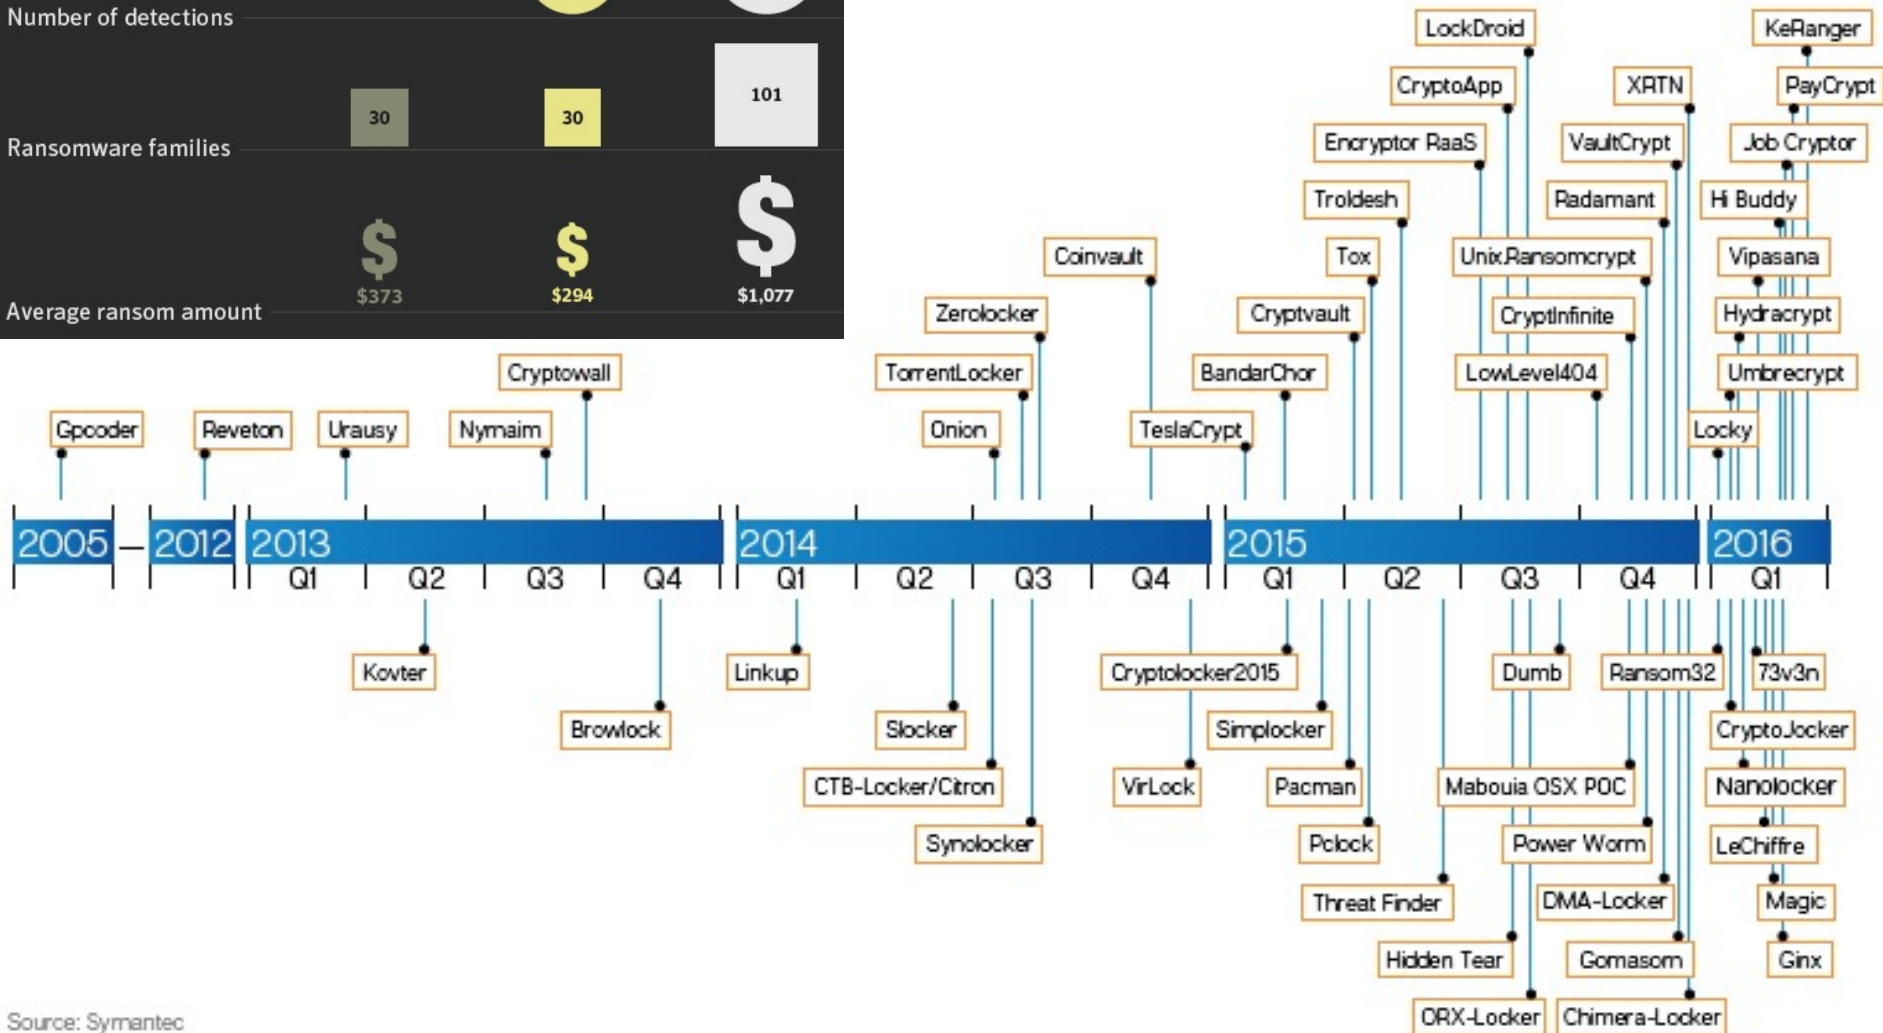 Number of detections
30
30
101
Ransomware families
$ $ $
$373
$294
$1,077
Average ransom amount
LockDroid
KeRanger
CryptoApp
XRTN
PayCrypt
Encryptor RaaS
VaultCrypt
Job Cryptor
Troldesh
Radamant
Hi Buddy
Coinvault
Tox
Unix.Ransomcrypt
Vipasana
Zerolocker
Cryptvault
CryptInfinite
Hydracrypt
Cryptowall
TorrentLocker
BandarChor
LowLevel404
Umbrecrypt
Gpcoder
Reveton
Urausy
Nymaim
Onion
TeslaCrypt
Locky
2005 — 2012 2013 2014 2015 2016
Q1 Q2 Q3 Q4 Q1 Q2 Q3 Q4 Q1 Q2 Q3 Q4 Q1
Kovter
Linkup
Cryptolocker2015
Dumb
Ransom32
73v3n
Browlock
Slocker
Simplocker
CryptoJocker
CTB-Locker/Citron
VirLock
Pacman
Mabouia OSX POC
Nanolocker
Synolocker
Pclock
Power Worm
LeChiffre
Threat Finder
DMA-Locker
Magic
Hidden Tear
Gomasom
Ginx
ORX-Locker
Chimera-Locker
Source: Symantec